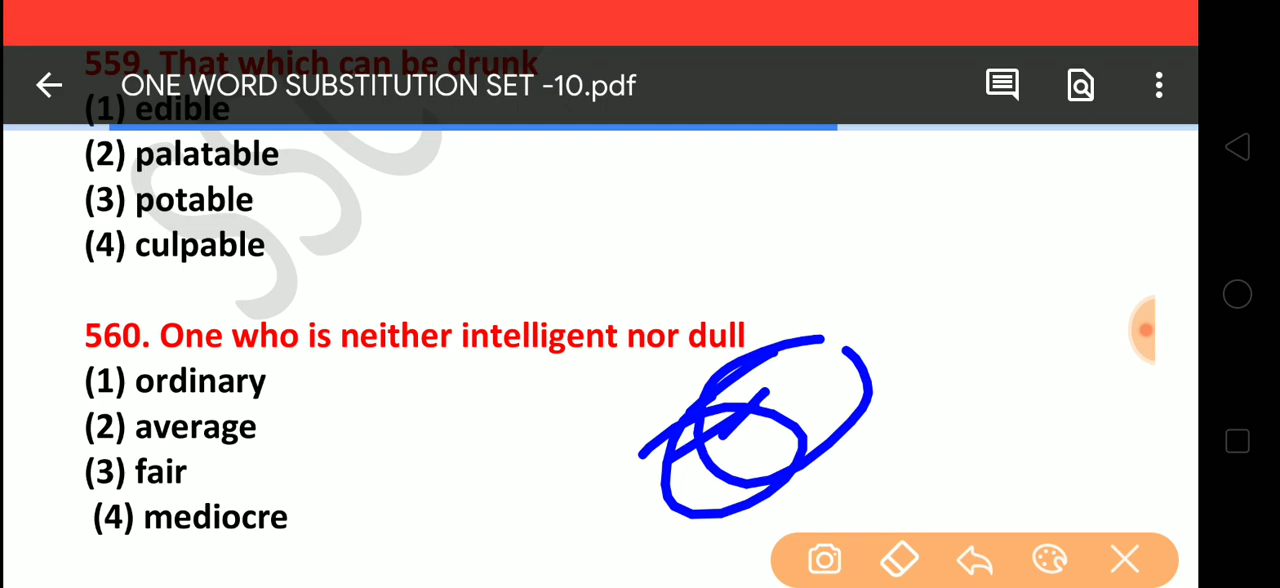 559. That which can be drunk
ONE WORD SUBSTITUTION SET -10.pdf
(1) edible
(2) palatable
(3) potable
(4) culpable
560. One who is neither intelligent nor dull
(1) ordinary
(2) average
(3) fair
(4) mediocre